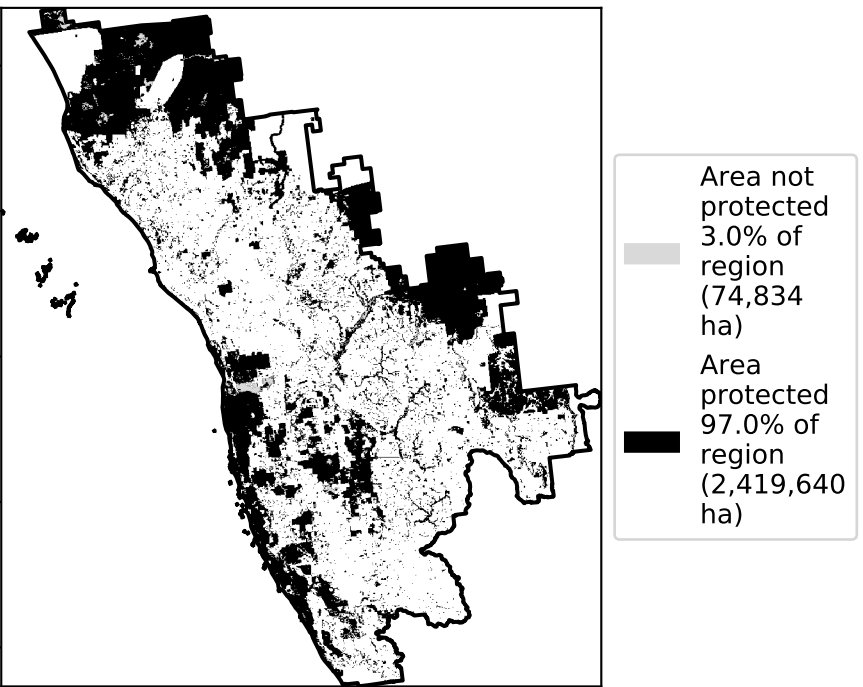 Area not
protected
3.0% of
region
(74,834
ha)
Area
protected
97.0% of
region
(2,419,640
ha)